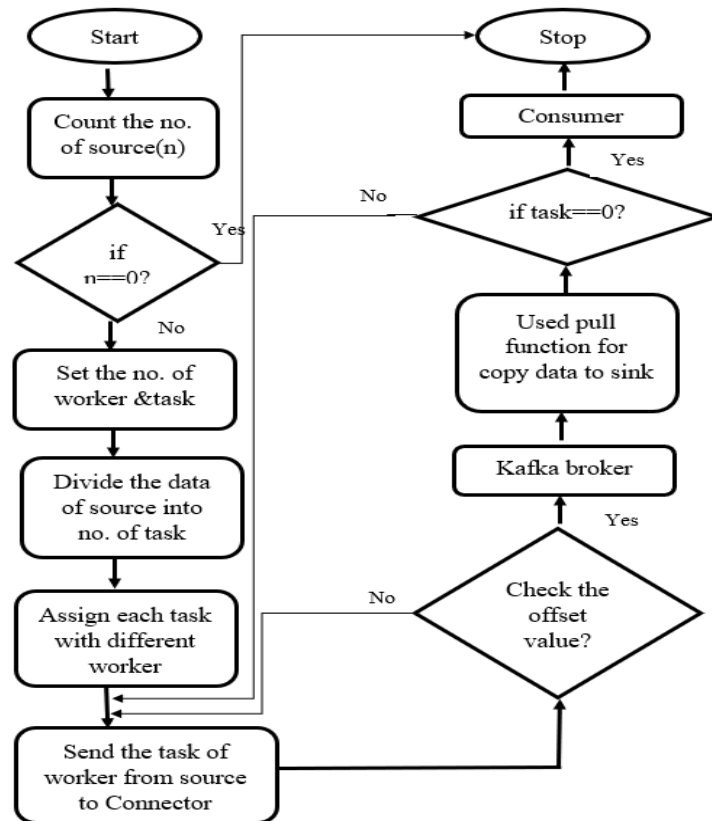 Start
Count the no.
of source(n)
if
n==0?
Yes
No
Set the no. of
worker &task
Divide the data
of source into
no. of task
Assign each task
with different
worker
Send the task of
worker from source
to Connector
Check the
offset
value?
No
Yes
Kafka broker
Used pull
function for
copy data to sink
if task==0?
No
Yes
Consumer
Stop